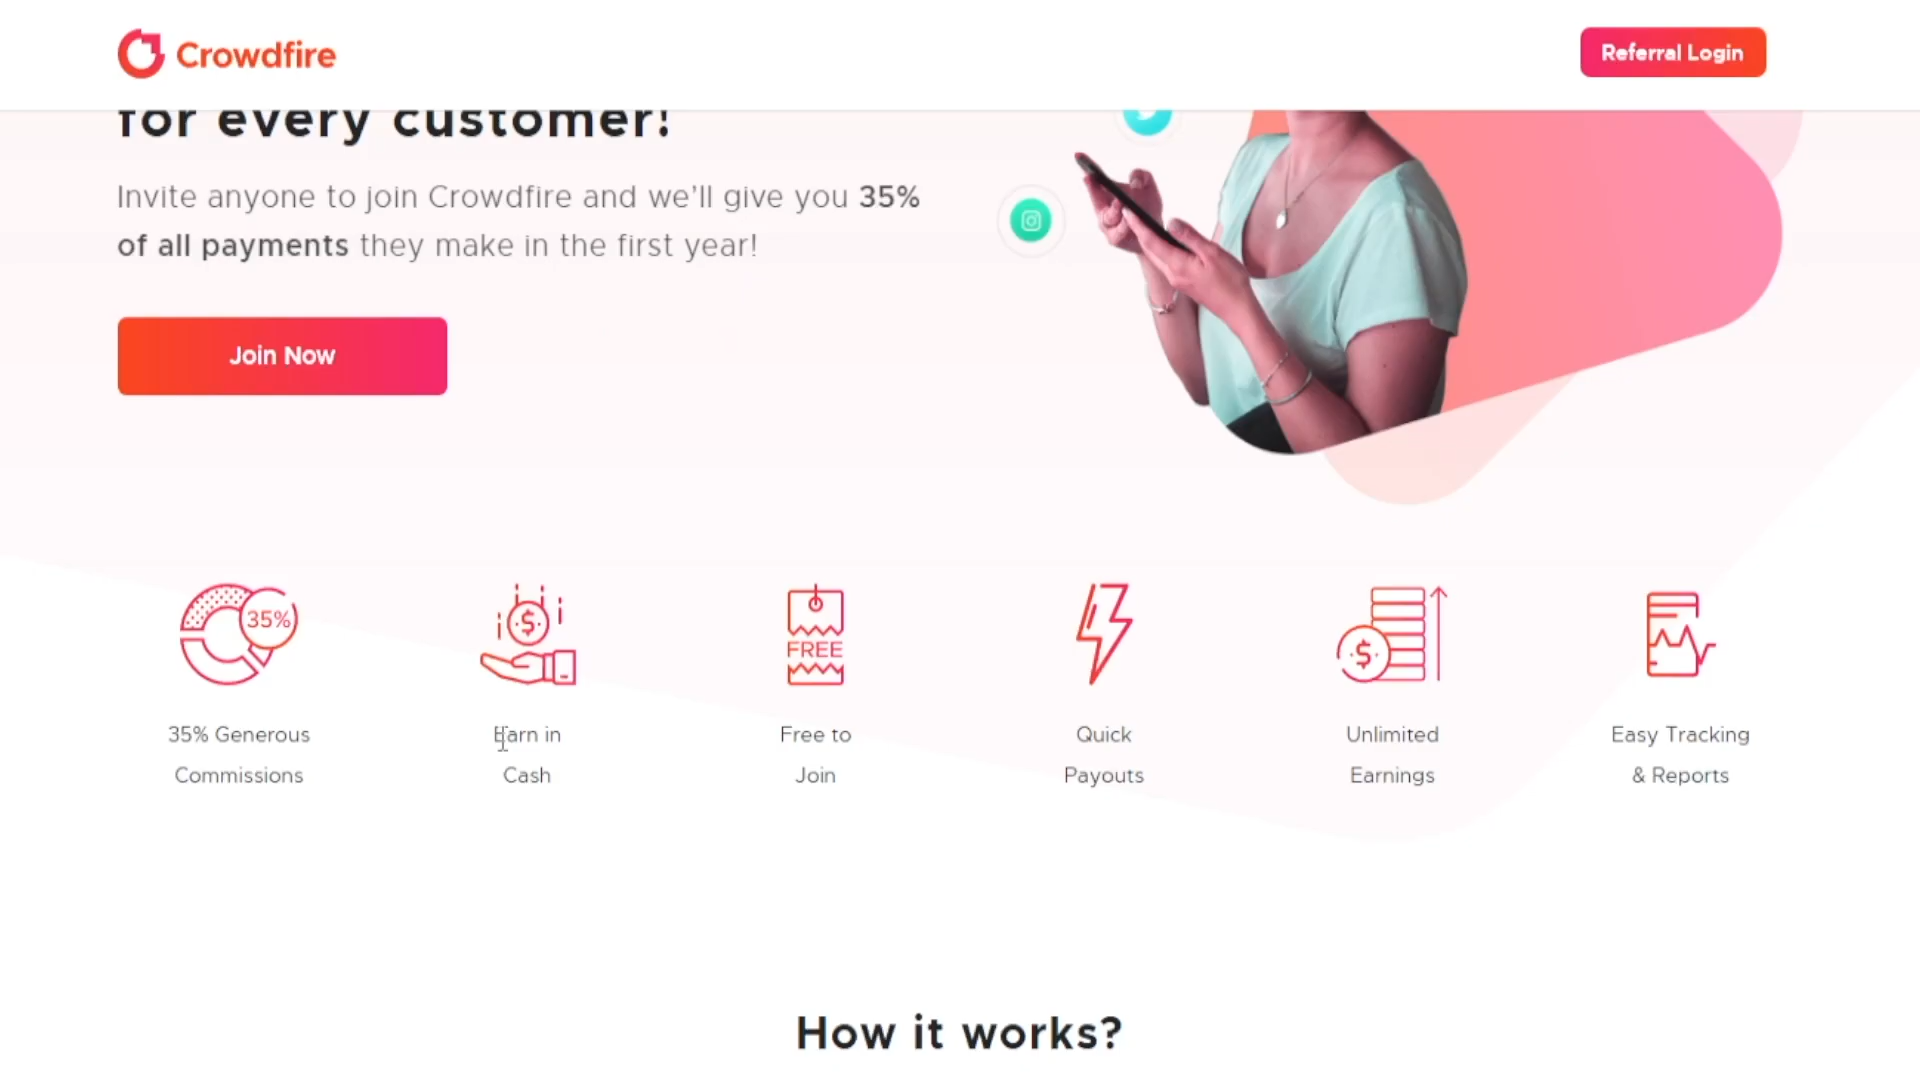 Crowdfire
Referral Login
for every customer!
Invite anyone to join Crowdfire and we'll give you 35%
of all payments they make in the first year!
Join Now
35%
FREE
35% Generous
Commissions
Earn in
Cash
Free to
Join
Quick
Payouts
Unlimited
Earnings
Easy Tracking
& Reports
How it works?